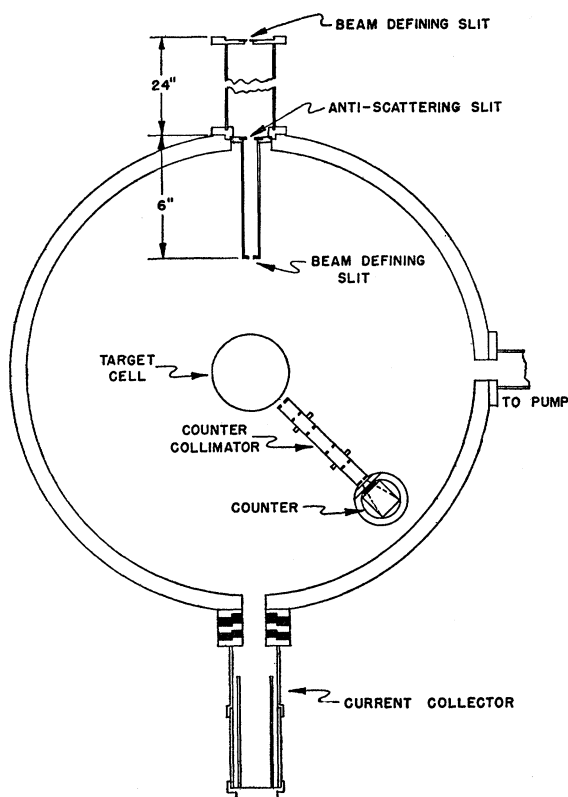 BEAM DEFINING SLIT
24"
ANTI-SCATTERING SLIT
6"
BEAM DEFINING
SLIT
TARGET
CELL
TO PUMP
COUNTER
COLLIMATOR
COUNTER
CURRENT COLLECTOR